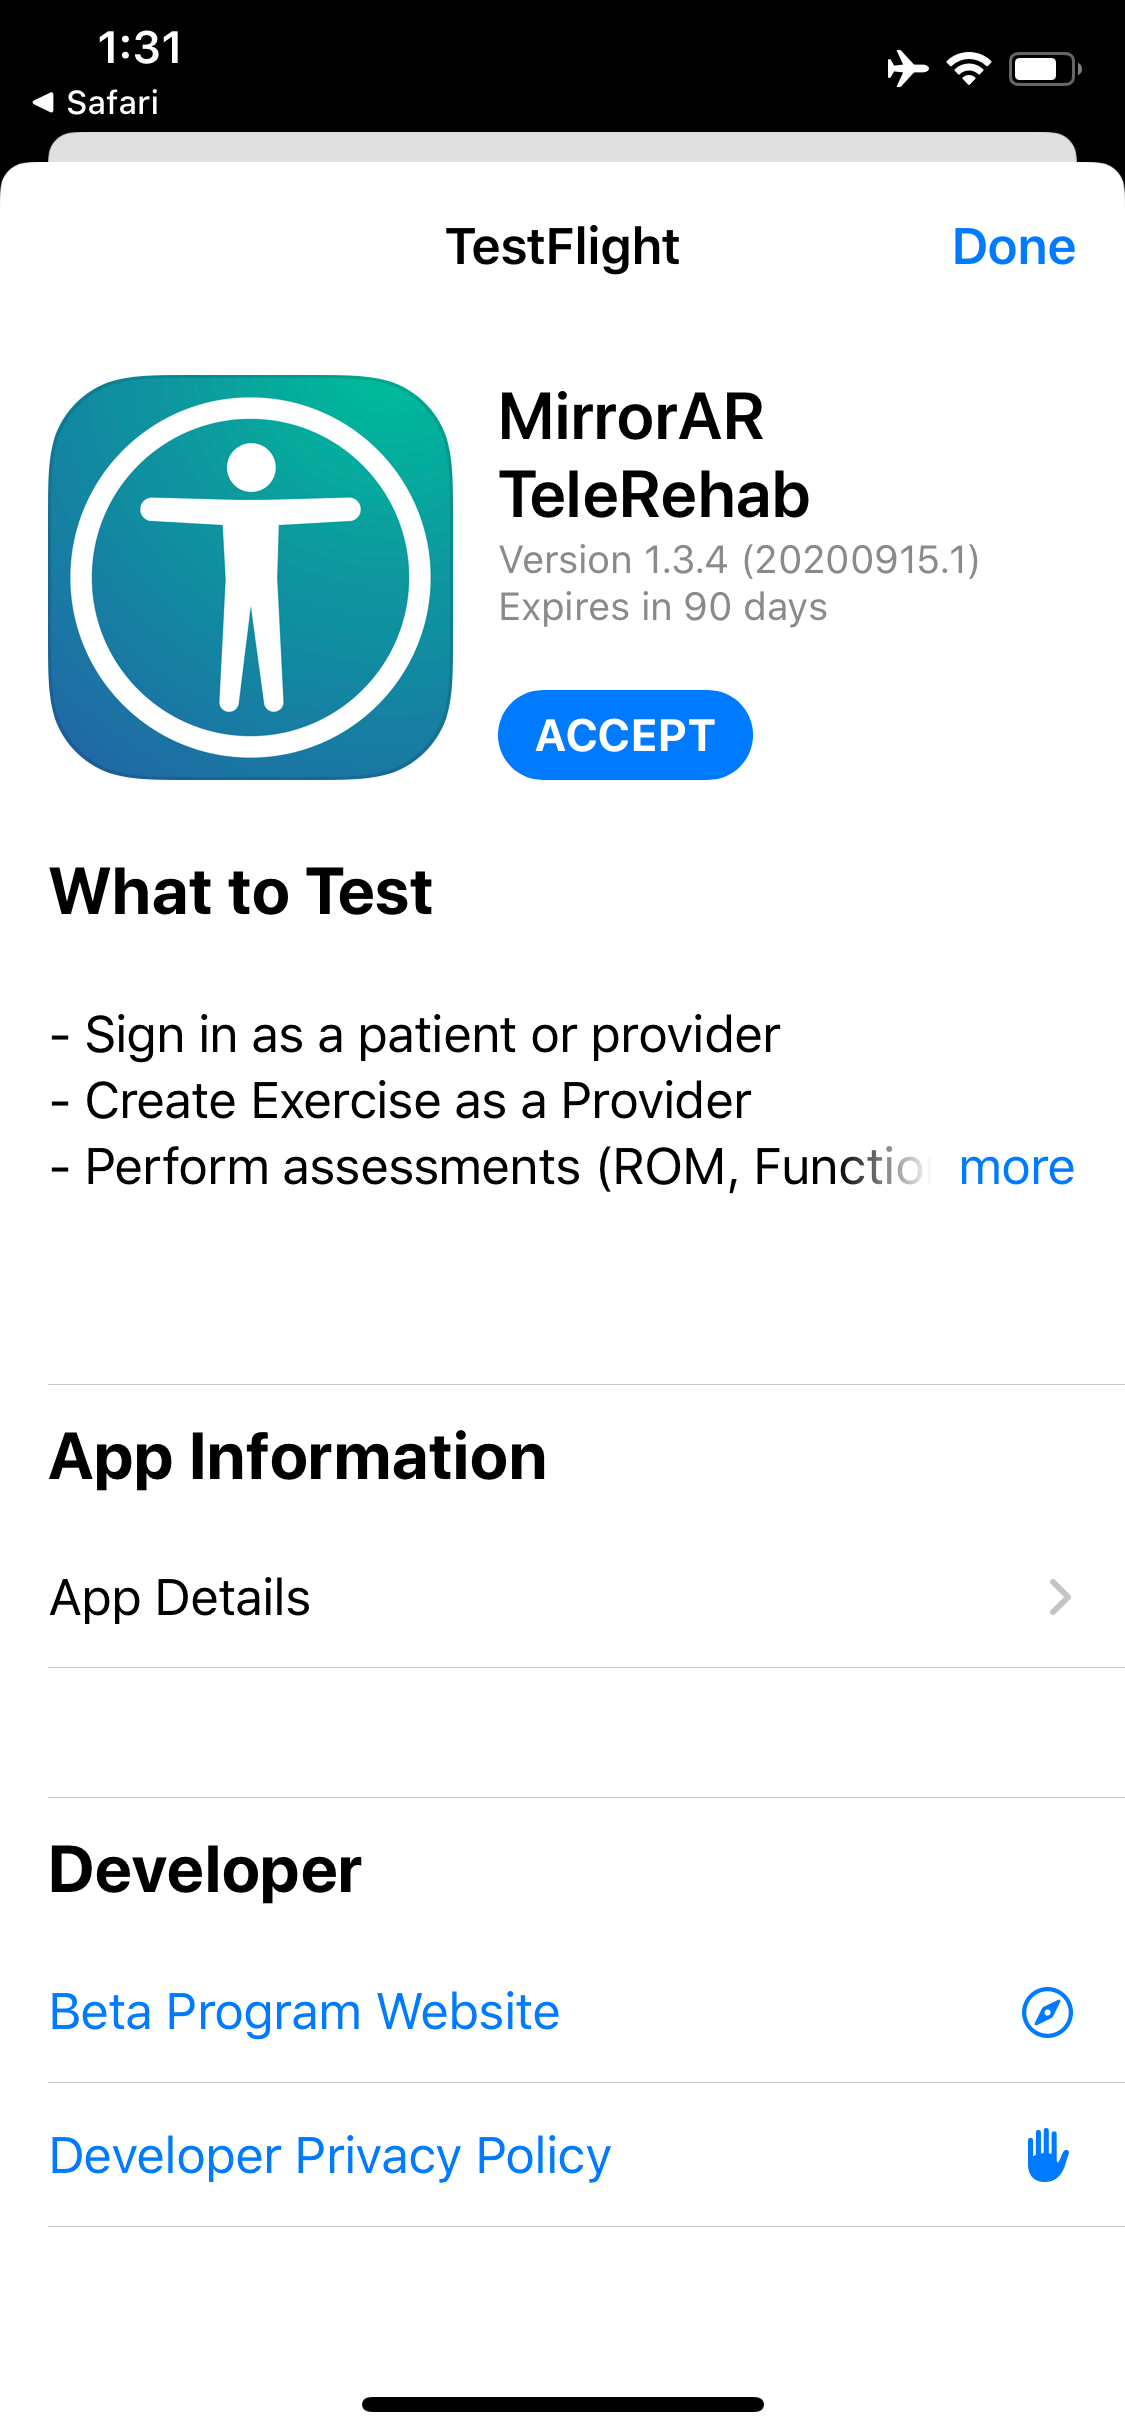 1:31
◀ Safari
TestFlight
Done
MirrorAR
TeleRehab
Version 1.3.4 (20200915.1)
Expires in 90 days
ACCEPT
What to Test
- Sign in as a patient or provider
- Create Exercise as a Provider
- Perform assessments (ROM, Functio more
App Information
App Details
Developer
Beta Program Website
Developer Privacy Policy